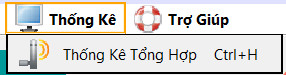 Thống Kê Trợ Giúp
Thống Kê Tổng Hợp Ctrl+H